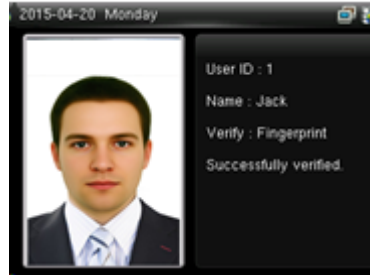 2015-04-20 Monday
User ID : 1
Name : Jack
Verify : Fingerprint
Successfully verified.